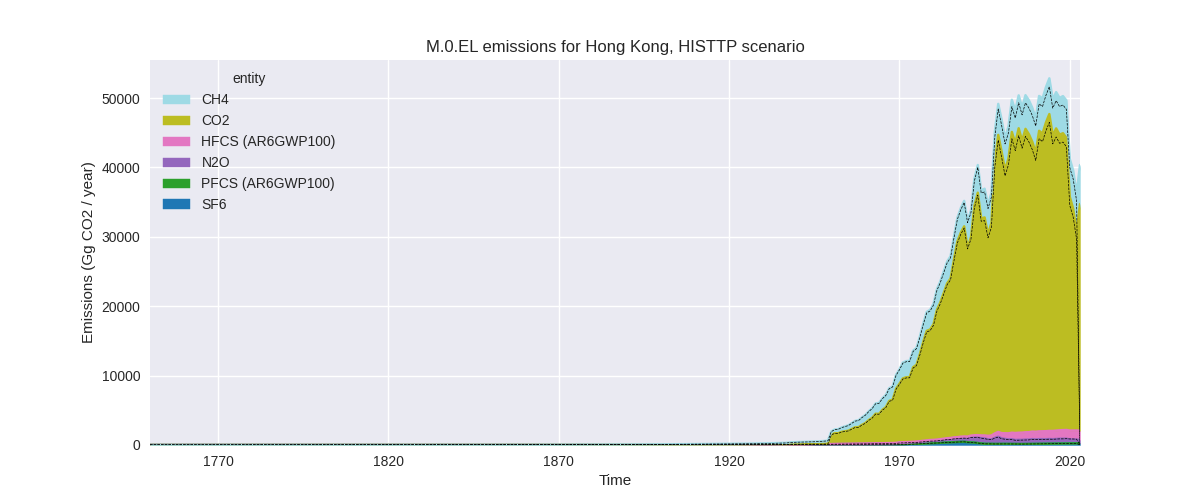 M.0.EL emissions for Hong Kong, HISTTP scenario
entity
CH4
CO2
HFCS (AR6GWP100)
N2O
PFCS (AR6GWP100)
SF6
Emissions (Gg CO2 / year)
50000
40000
30000
20000
10000
0
1770
1820
1870
1920
1970
2020
Time